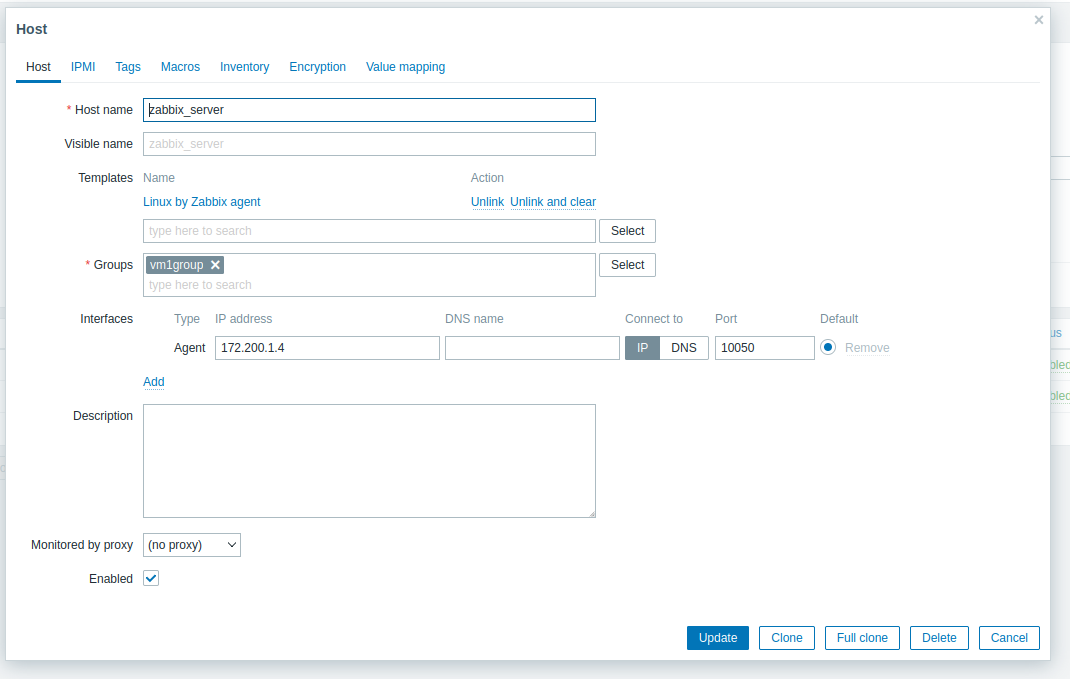 Host
Host IPMI Tags Macros Inventory Encryption Value mapping
* Host name zabbix_server
Visible name zabbix_server
Templates Name Action
Linux by Zabbix agent Unlink Unlink and clear
type here to search Select
* Groups vm1group Select
type here to search
Interfaces Type IP address DNS name Connect to Port Default
Agent 172.200.1.4 IP DNS 10050 Remove
Add
Description
Monitored by proxy (no proxy)
Enabled
Update Clone Full clone Delete Cancel